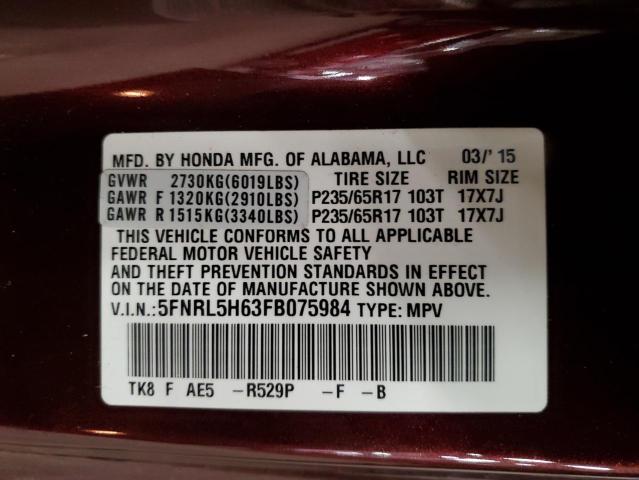 MFD. BY HONDA MFG. OF ALABAMA, LLC 03/' 15
GVWR 2730KG(6019LBS) TIRE SIZE RIM SIZE
GAWR F 1320KG(2910LBS) P235/65R17 103T 17X7J
GAWR R 1515KG(3340LBS) P235/65R17 103T 17X7J
THIS VEHICLE CONFORMS TO ALL APPLICABLE
FEDERAL MOTOR VEHICLE SAFETY
AND THEFT PREVENTION STANDARDS IN EFFECT
ON THE DATE OF MANUFACTURE SHOWN ABOVE.
V.I.N.:5FNRL5H63FB075984 TYPE: MPV
TK8 F AE5 -R529P -F -B